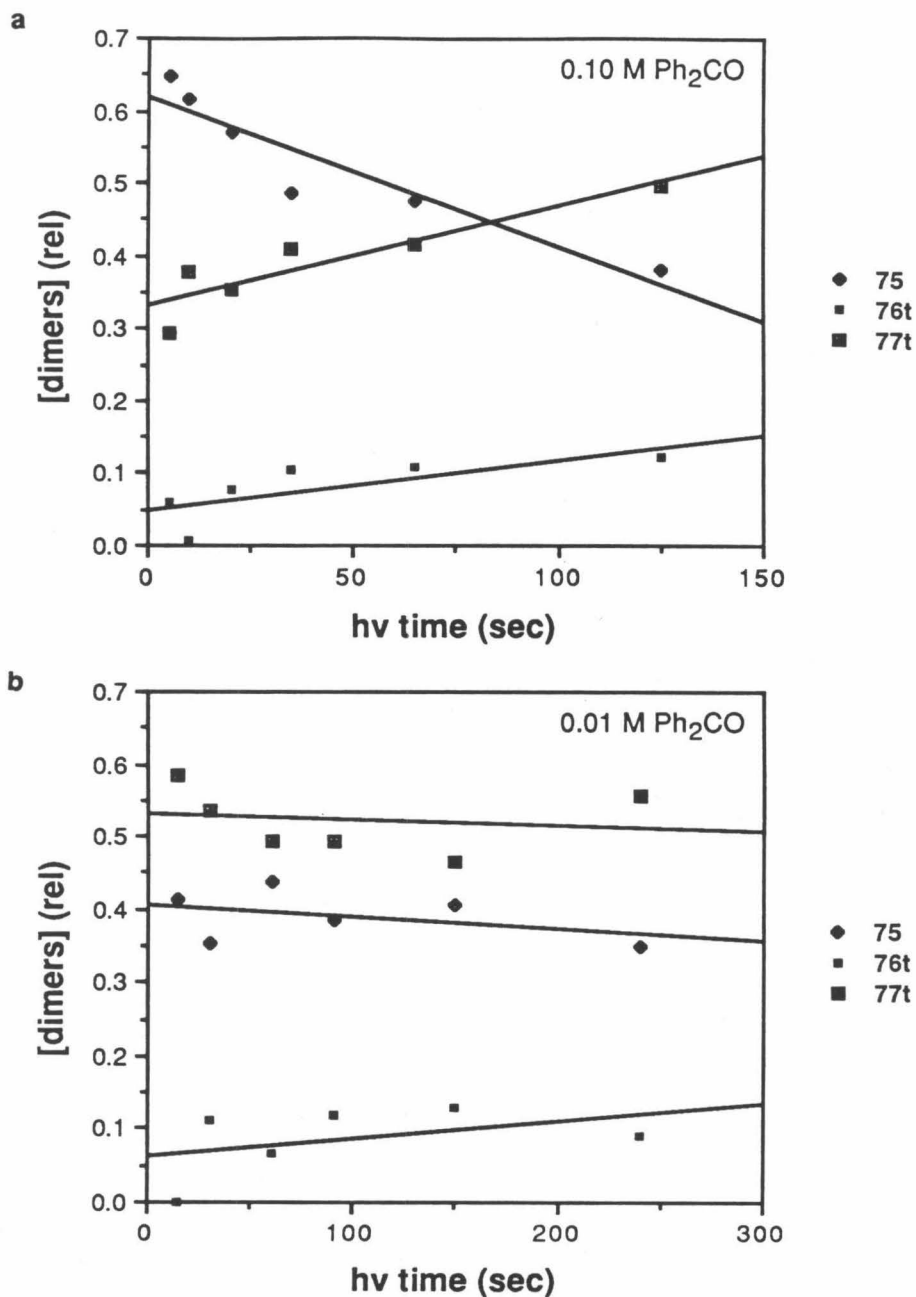 a
0.10 M Ph2CO
0.7
0.6
0.5
0.4
0.3
0.2
0.1
0.0
[dimers] (rel)
0 50 100 150
hv time (sec)
75
76t
77t
b
0.01 M Ph2CO
0.7
0.6
0.5
0.4
0.3
0.2
0.1
0.0
[dimers] (rel)
0 100 200 300
hv time (sec)
75
76t
77t